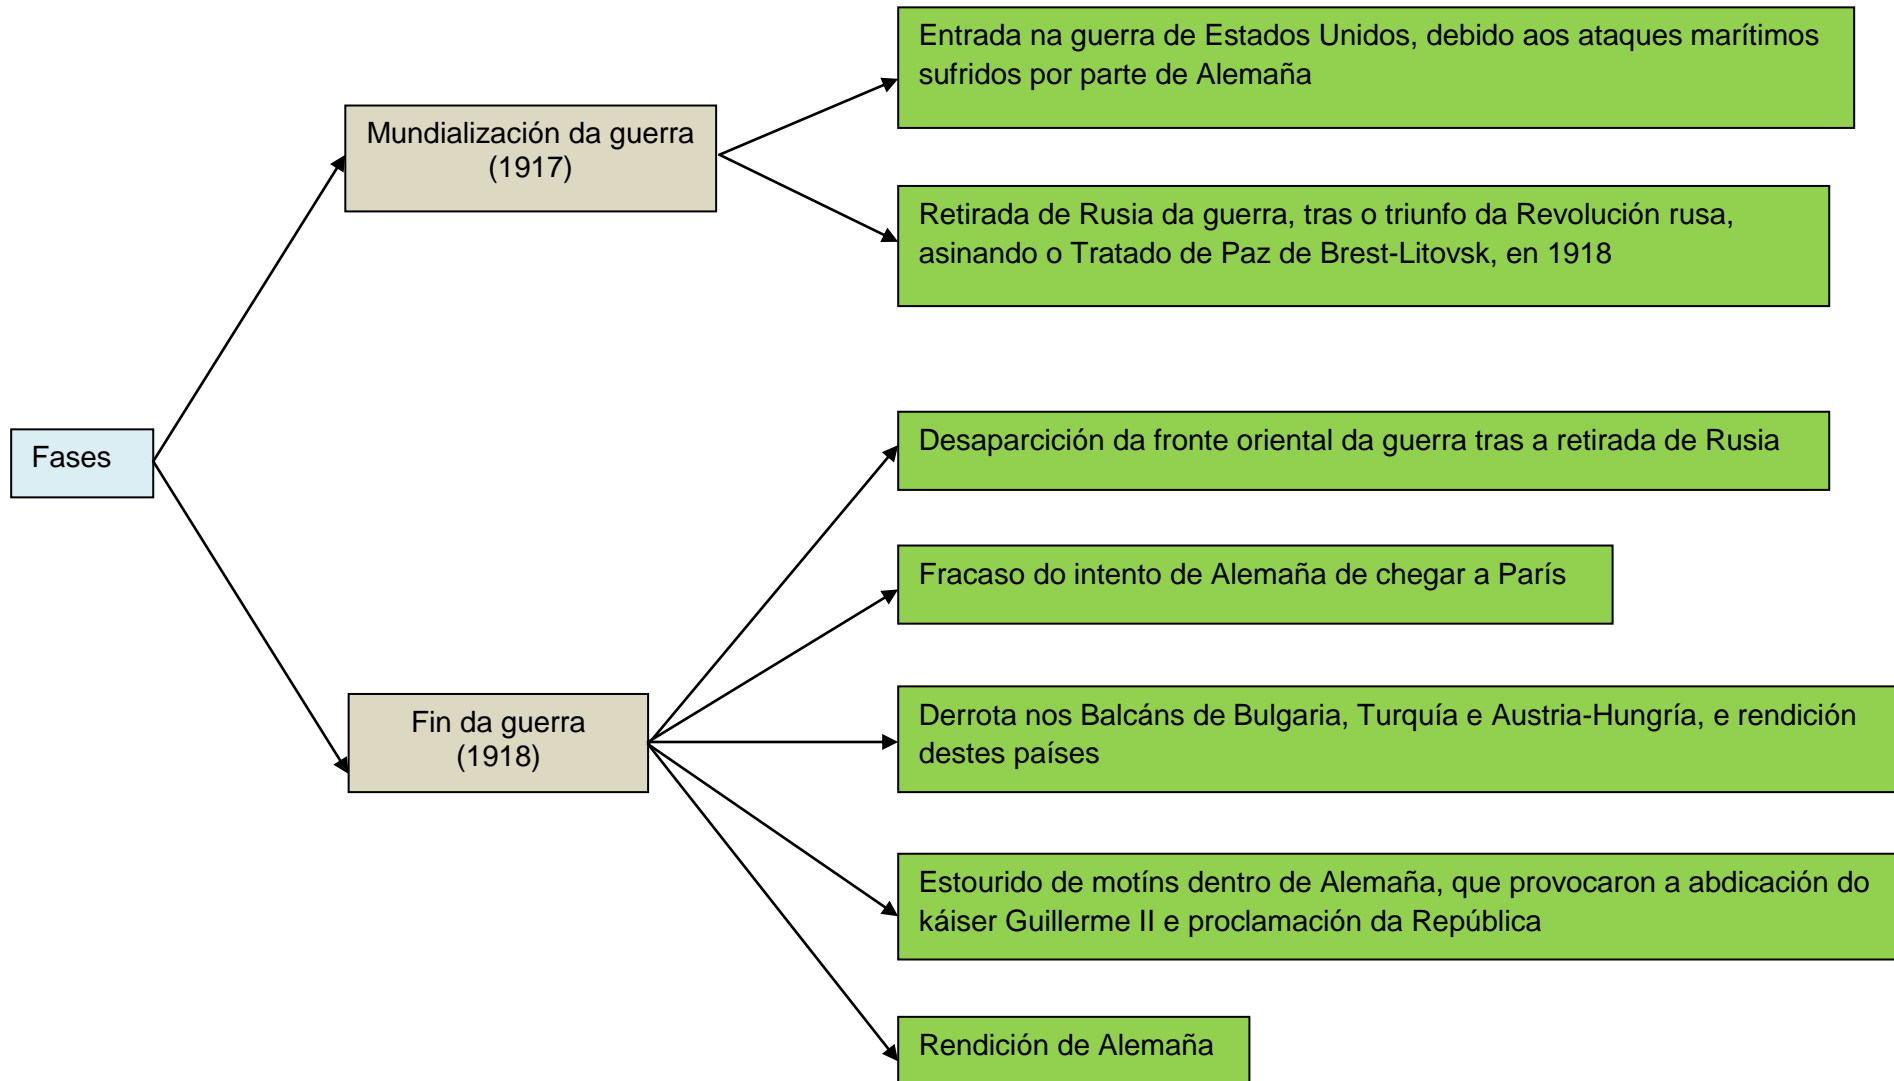 Fases
Mundialización da guerra
(1917)
Entrada na guerra de Estados Unidos, debido aos ataques marítimos
sufridos por parte de Alemaña
Retirada de Rusia da guerra, tras o triunfo da Revolución rusa,
asinando o Tratado de Paz de Brest-Litovsk, en 1918
Fin da guerra
(1918)
Desaparcición da fronte oriental da guerra tras a retirada de Rusia
Fracaso do intento de Alemaña de chegar a París
Derrota nos Balcáns de Bulgaria, Turquía e Austria-Hungría, e rendición
destes países
Estourido de motíns dentro de Alemaña, que provocaron a abdicación do
káiser Guillerme II e proclamación da República
Rendición de Alemaña